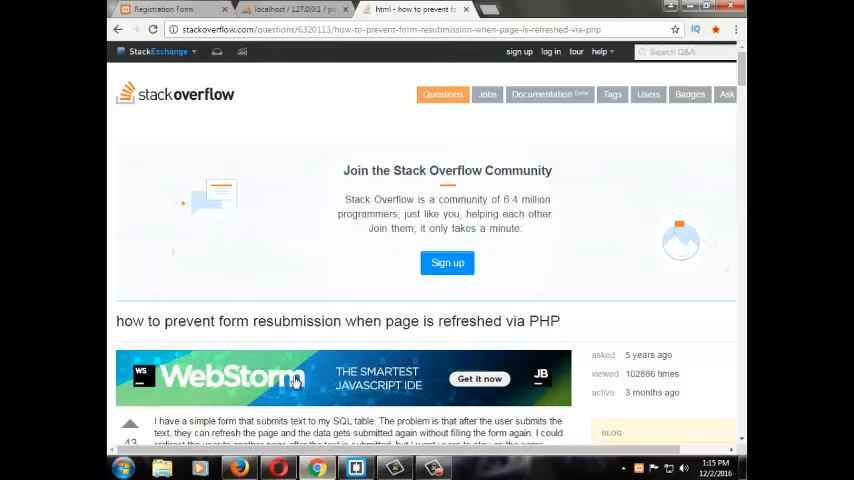 Registration Form
localhost / 127.0.0.1 / p
html - how to prevent f
stackoverflow.com/questions/6320113/how-to-prevent-form-resubmission-when-page-is-refreshed-via-php
IQ
StackExchange
sign up log in tour help
Search Q&A
stackoverflow
Questions Jobs Documentation Beta Tags Users Badges Ask
Join the Stack Overflow Community
Stack Overflow is a community of 6.4 million
programmers, just like you, helping each other
Join them; it only takes a minute:
Sign up
how to prevent form resubmission when page is refreshed via PHP
WS WebStorm
THE SMARTEST
JAVASCRIPT IDE
Get it now
JB
asked 5 years ago
viewed 102886 times
active 3 months ago
BLOG
I have a simple form that submits text to my SQL table. The problem is that after the user submits the
text, they can refresh the page and the data gets submitted again without filling the form again. I could
43
1:15 PM
12/2/2016